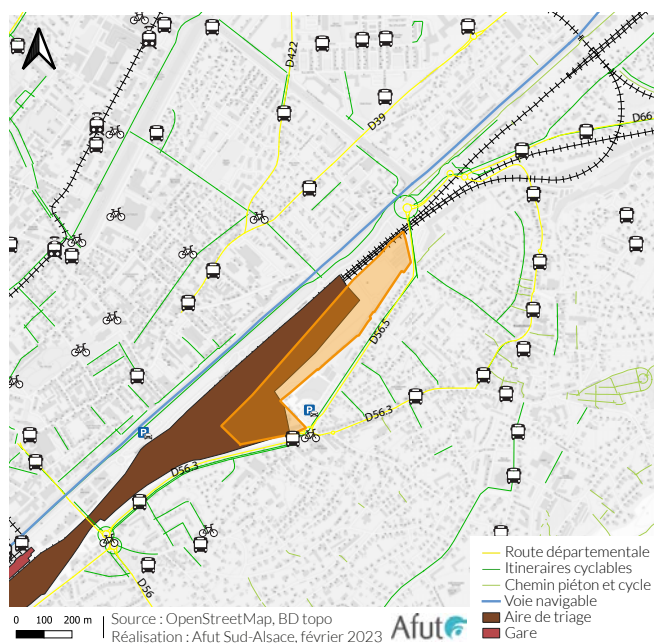 D422
D39
D66
D56.5
D56.3
D56.3
D56
P
P
Route départementale
Itineraires cyclables
Chemin piéton et cycle
Voie navigable
Aire de triage
Gare
0 100 200 m
Source : OpenStreetMap, BD topo
Réalisation : Afut Sud-Alsace, février 2023
Afut